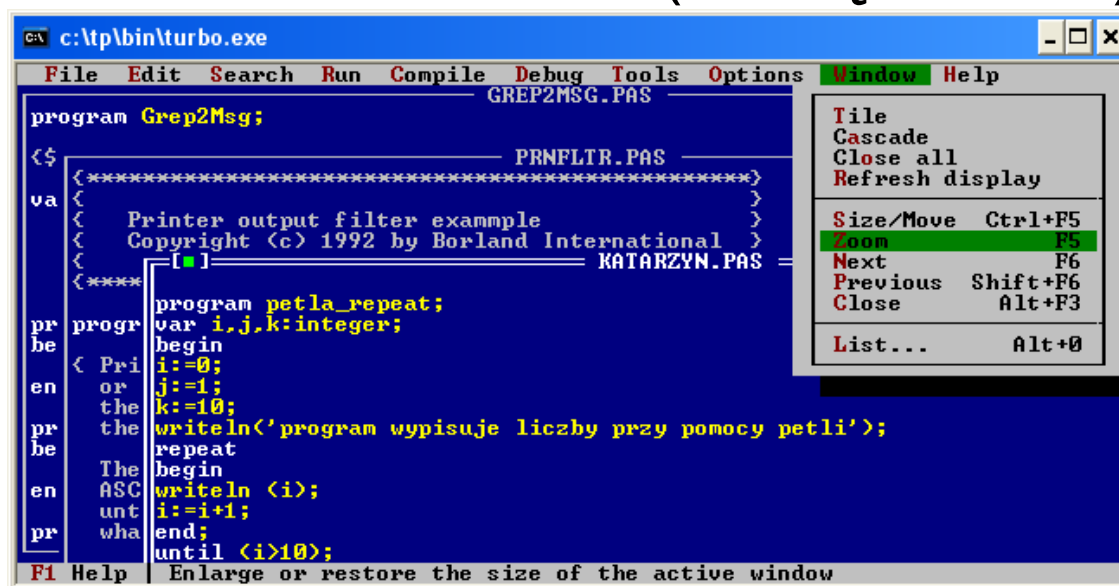 c:\tp\bin\turbo.exe
File Edit Search Run Compile Debug Tools Options Window Help
GREP2MSG.PAS
program Grep2Msg;
{$
PRNFLTR.PAS
{**************************************************}
va { }
{ Printer output filter exammple }
{ Copyright (c) 1992 by Borland International }
{ [■] KATARZYN.PAS
{****
program petla_repeat;
pr progr var i,j,k:integer;
be begin
{ Pri i:=0;
en or j:=1;
the k:=10;
pr the writeln('program wypisuje liczby przy pomocy petli');
be repeat
The begin
en ASC writeln (i);
unt i:=i+1;
pr wha end;
until (i>10);
Tile
Cascade
Close all
Refresh display
Size/Move Ctrl+F5
Zoom F5
Next F6
Previous Shift+F6
Close Alt+F3
List... Alt+0
F1 Help | Enlarge or restore the size of the active window